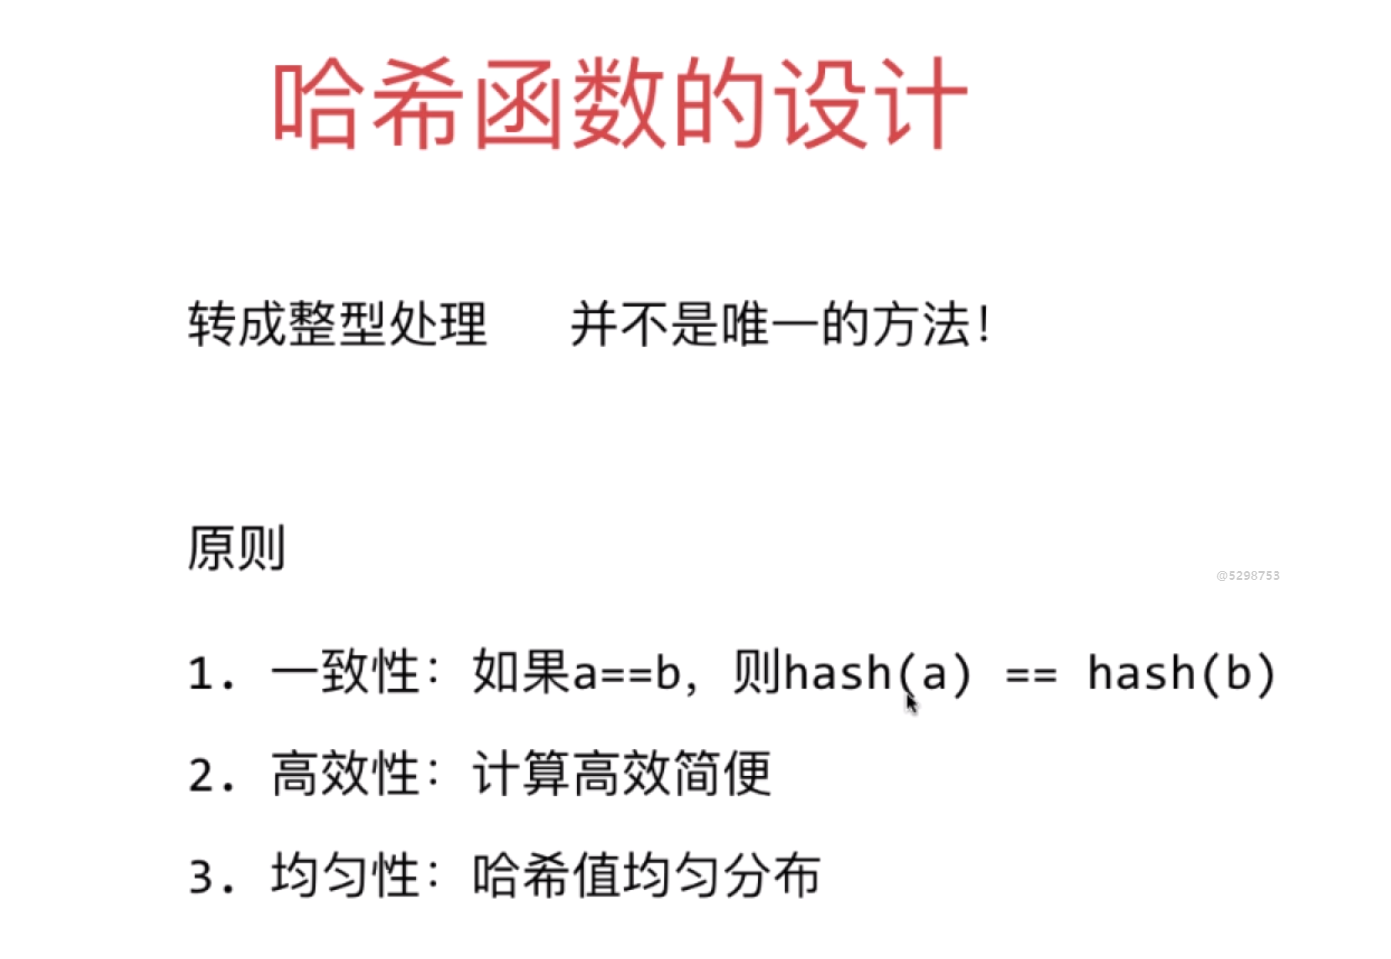 哈希函数的设计
转成整型处理 并不是唯一的方法！
原则
@5298753
1. 一致性：如果a==b，则hash(a) == hash(b)
2. 高效性：计算高效简便
3. 均匀性：哈希值均匀分布